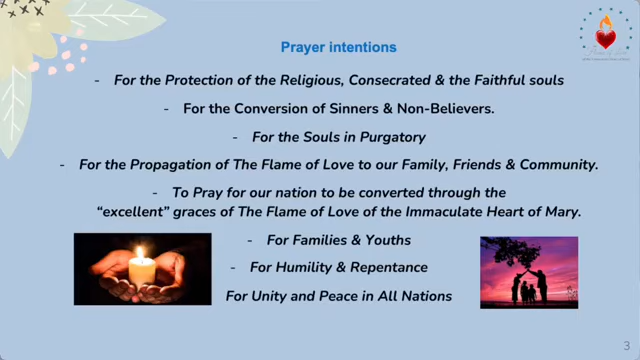 Prayer intentions
- For the Protection of the Religious, Consecrated & the Faithful souls
- For the Conversion of Sinners & Non-Believers.
- For the Souls in Purgatory
- For the Propagation of The Flame of Love to our Family, Friends & Community.
- To Pray for our nation to be converted through the
"excellent" graces of The Flame of Love of the Immaculate Heart of Mary.
- For Families & Youths
- For Humility & Repentance
For Unity and Peace in All Nations
3